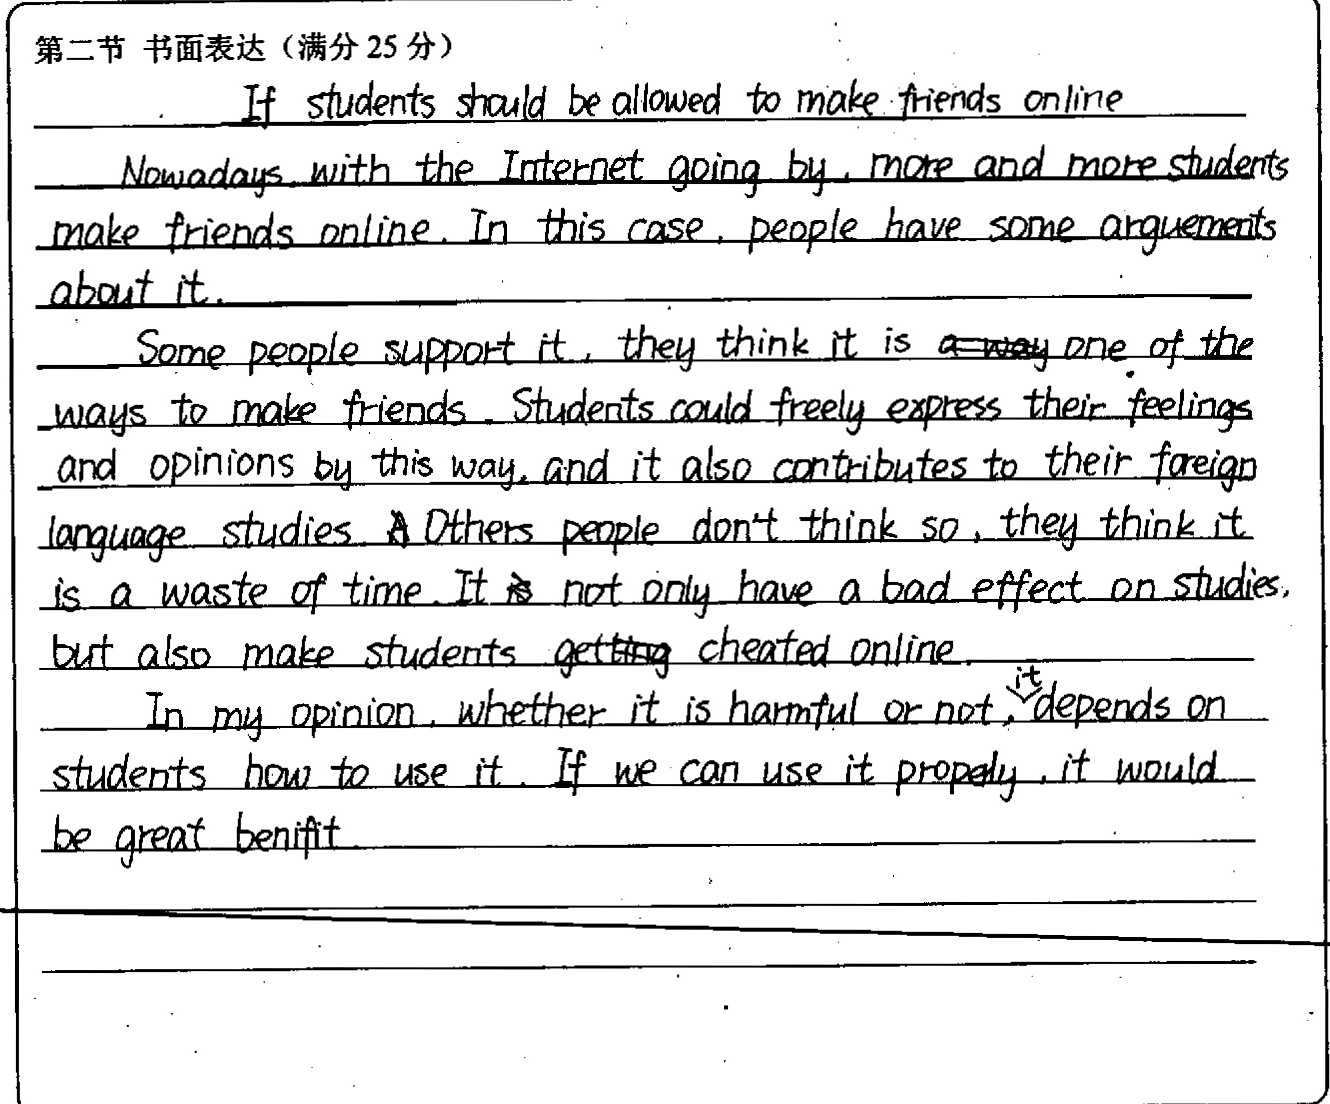 第二节 书面表达（满分 25 分）
If students should be allowed to make friends online
Nowadays, with the Internet going by, more and more students
make friends online. In this case, people have some arguements
about it.
Some people support it, they think it is one of the
ways to make friends. Students could freely express their feelings
and opinions by this way, and it also contributes to their foreign
language studies. Others people don't think so, they think it
is a waste of time. It not only have a bad effect on studies,
but also make students cheated online.
In my opinion, whether it is harmful or not, it depends on
students how to use it. If we can use it propely, it would
be great benifit.